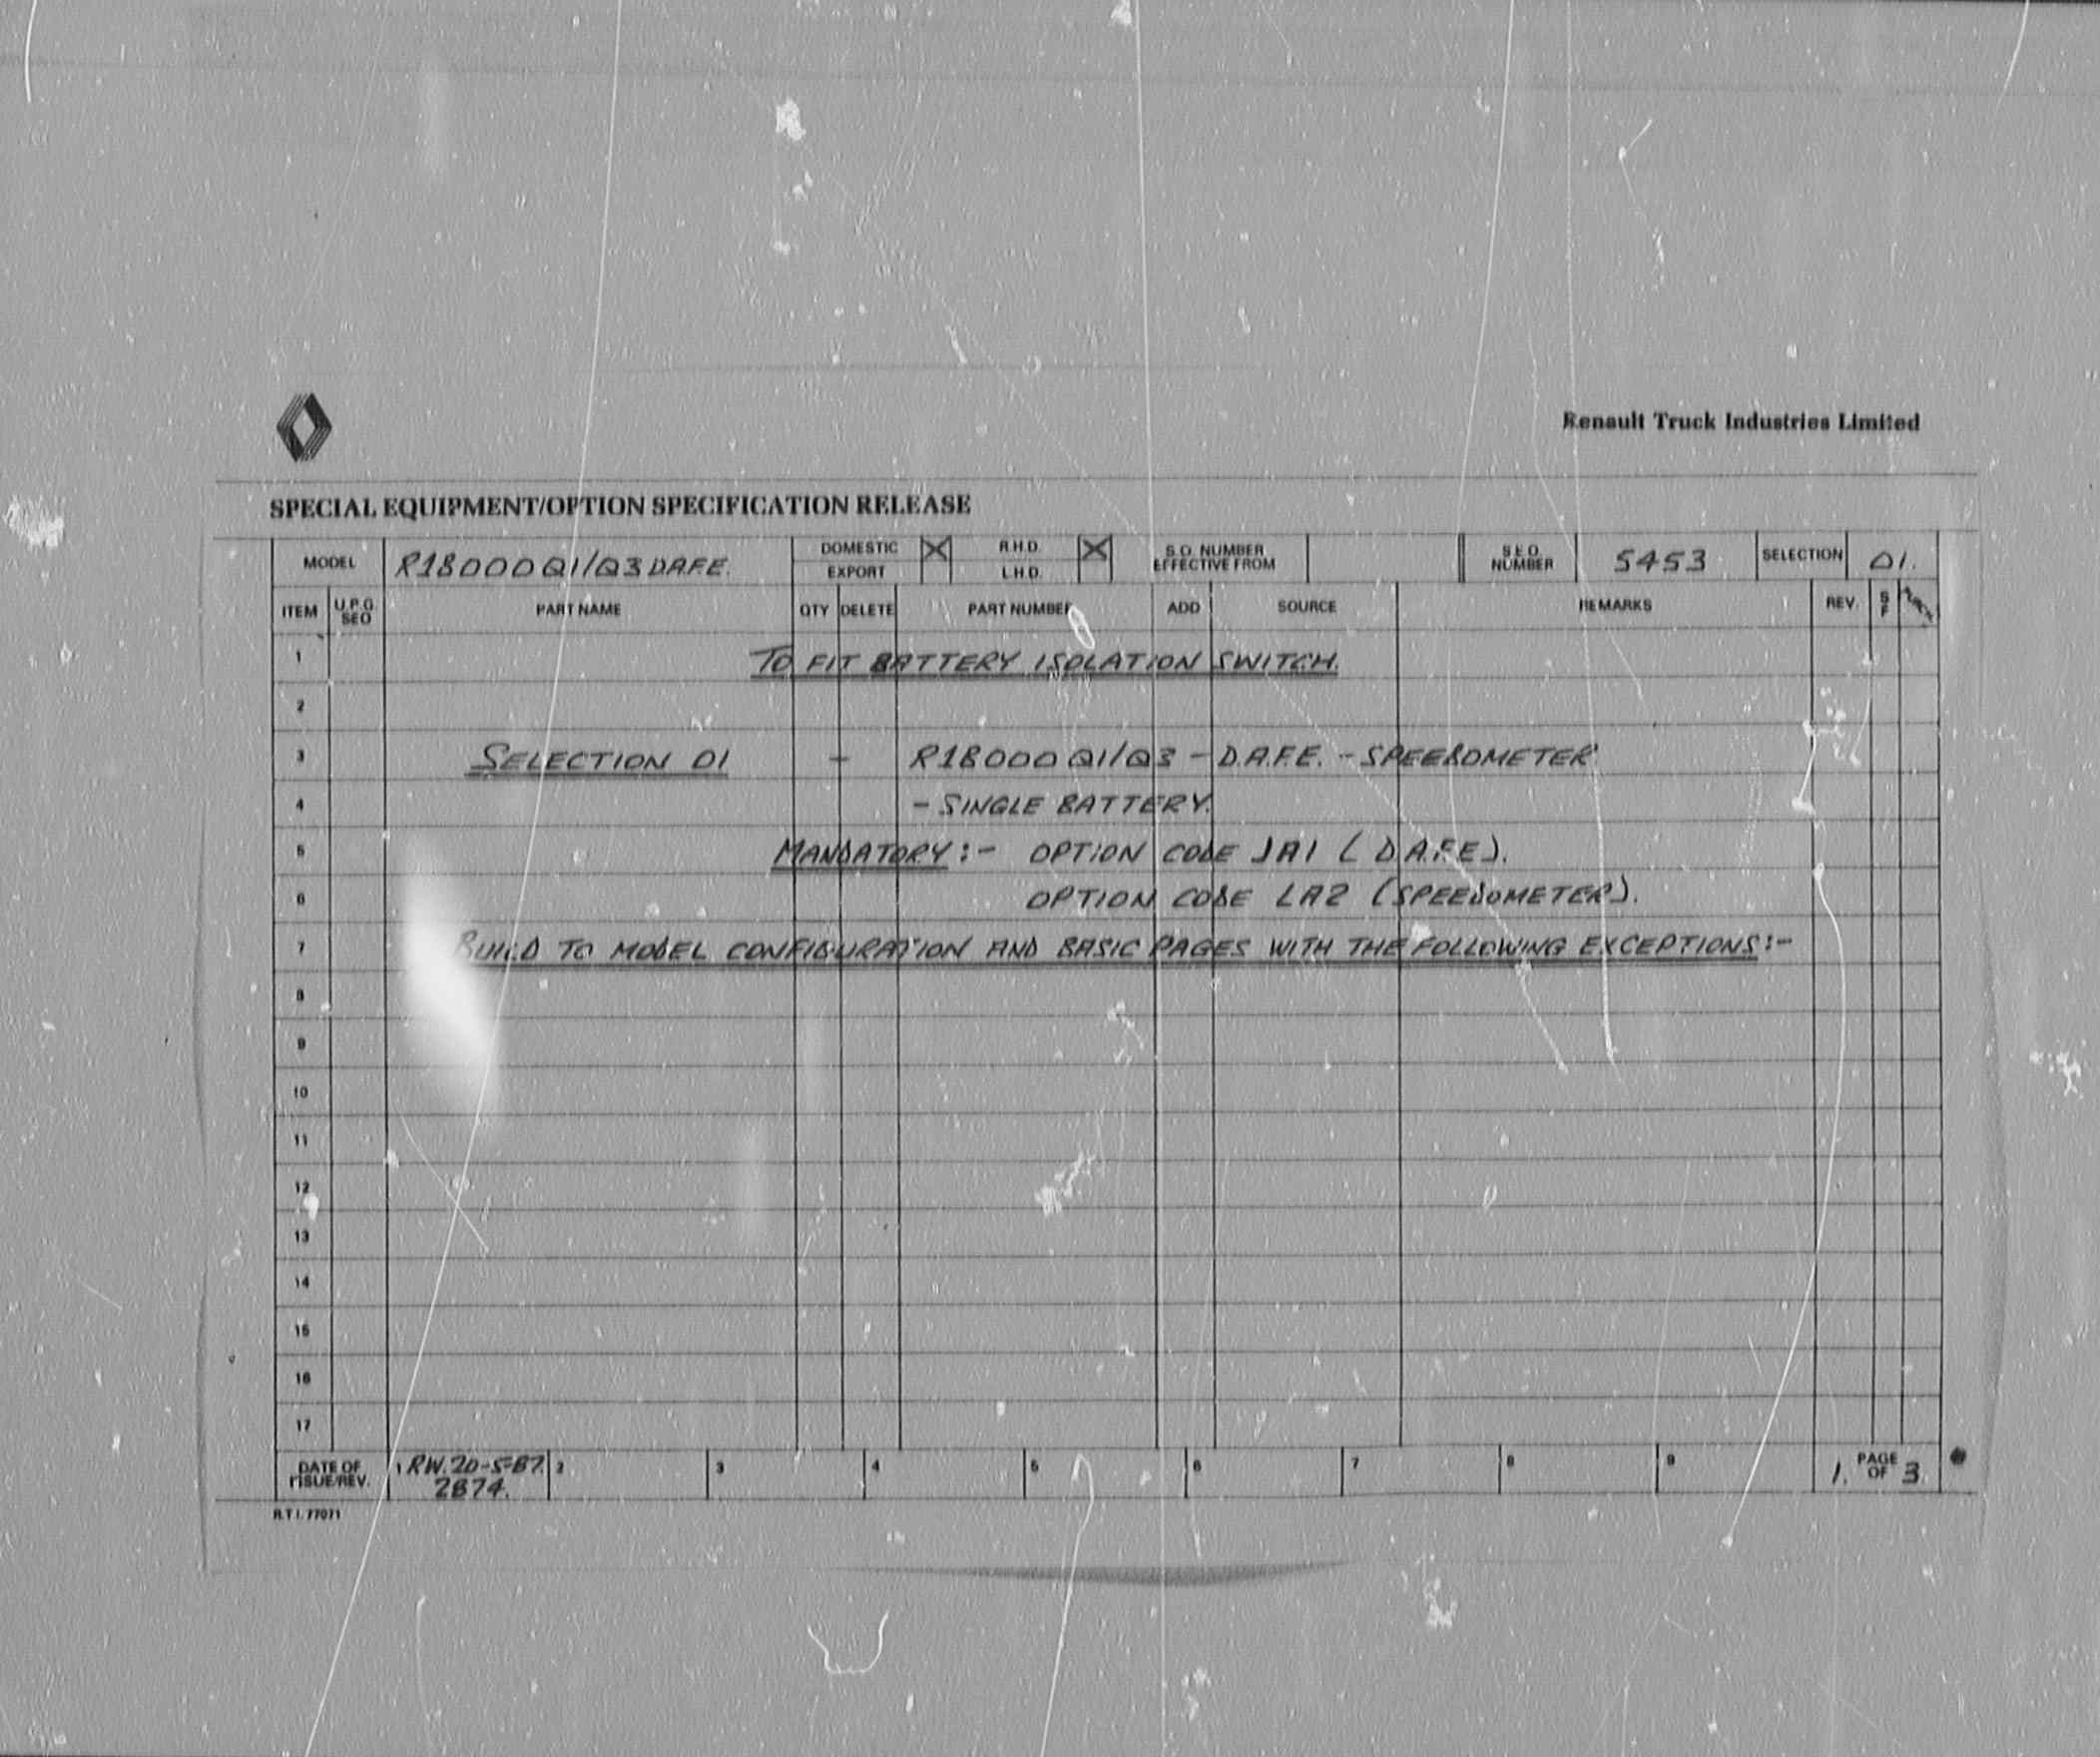 Renault Truck Industries Limited
SPECIAL EQUIPMENT/OPTION SPECIFICATION RELEASE
MODEL R18000Q1/Q3 D.A.F.E. DOMESTIC X R.H.D. X S.O. NUMBER S.E.O. NUMBER 5453 SELECTION 01.
EXPORT L.H.D. EFFECTIVE FROM
ITEM U.P.G. SEQ PART NAME QTY DELETE PART NUMBER ADD SOURCE REMARKS REV. S F
1 TO FIT BATTERY ISOLATION SWITCH.
2
3 SELECTION 01 - R18000 Q1/Q3 - D.A.F.E. - SPEEDOMETER
4 - SINGLE BATTERY.
5 MANDATORY :- OPTION CODE JA1 ( D.A.F.E).
6 OPTION CODE LA2 (SPEEDOMETER).
7 BUILD TO MODEL CONFIGURATION AND BASIC PAGES WITH THE FOLLOWING EXCEPTIONS:-
8
9
10
11
12
13
14
15
16
17
DATE OF ISSUE/REV. 1 RW. 20-5-87. 2 3 4 5 6 7 8 9 1. PAGE OF 3
2874.
R.T.I. 77071